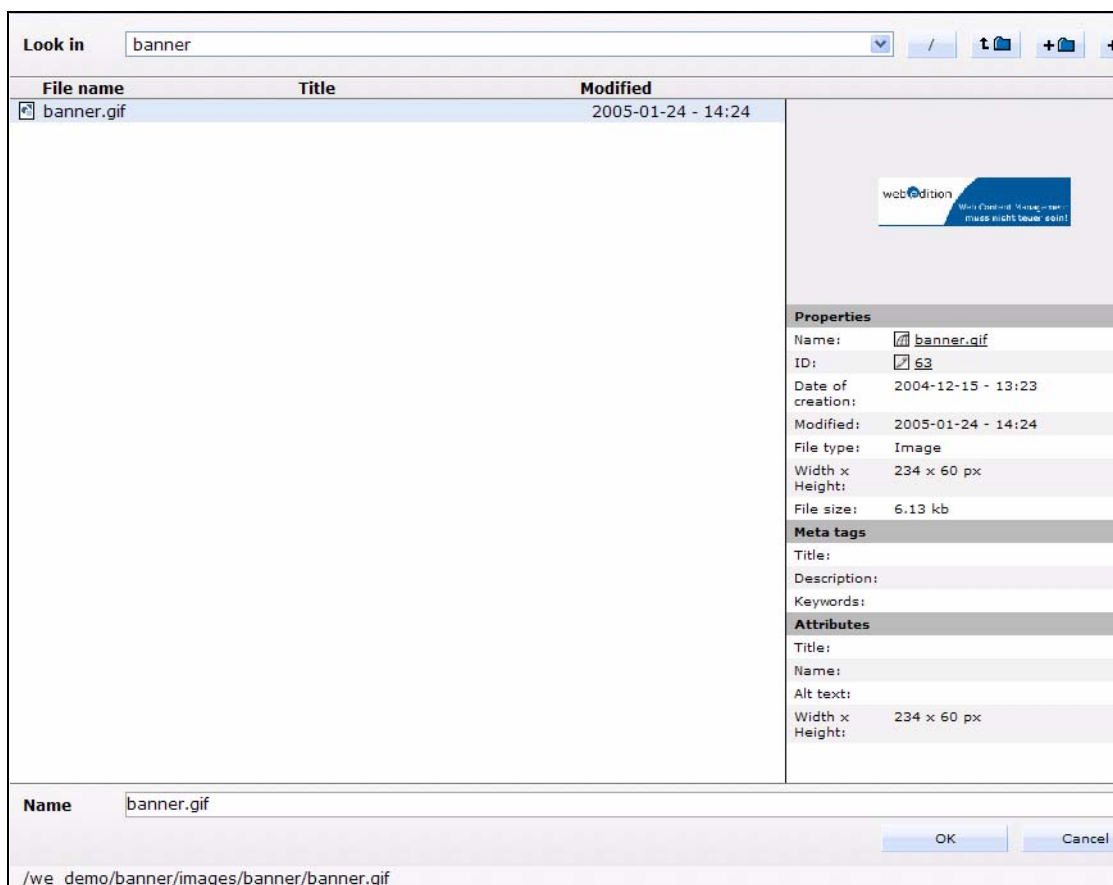 Look in banner / + +
File name Title Modified
banner.gif 2005-01-24 - 14:24
webedition
Web Content Management
muss nicht teuer sein!
Properties
Name: banner.gif
ID: 63
Date of creation: 2004-12-15 - 13:23
Modified: 2005-01-24 - 14:24
File type: Image
Width x Height: 234 x 60 px
File size: 6.13 kb
Meta tags
Title:
Description:
Keywords:
Attributes
Title:
Name:
Alt text:
Width x Height: 234 x 60 px
Name banner.gif
OK Cancel
/we_demo/banner/images/banner/banner.gif